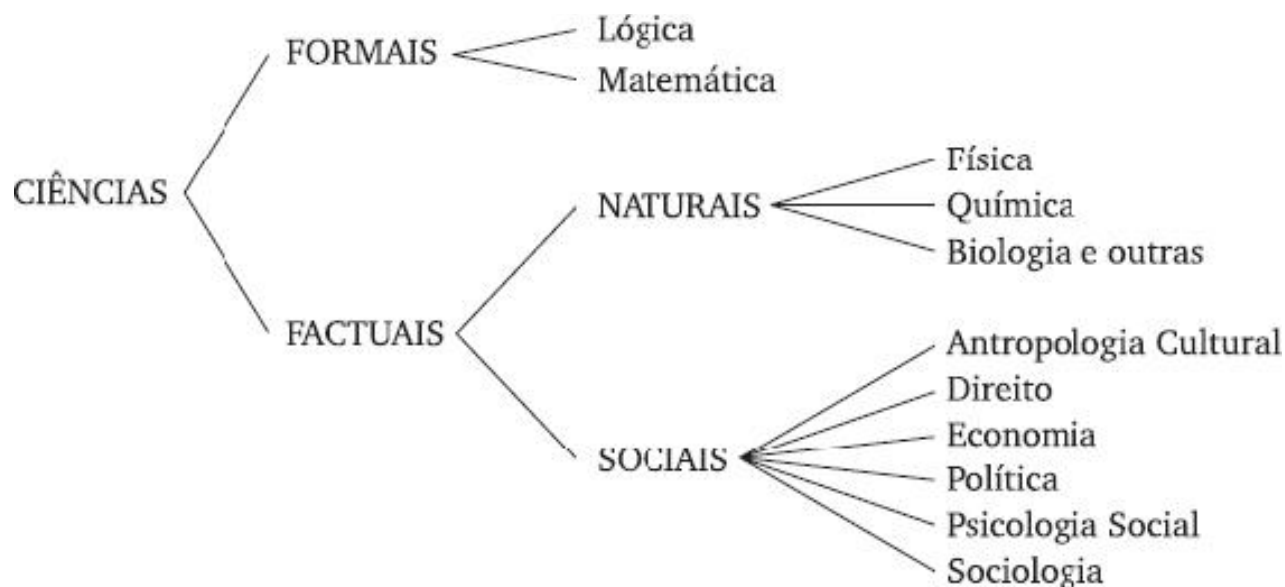 Lógica
FORMAIS
Matemática
Física
CIÊNCIAS
NATURAIS
Química
Biologia e outras
FACTUAIS
Antropologia Cultural
Direito
Economia
SOCIAIS
Política
Psicologia Social
Sociologia